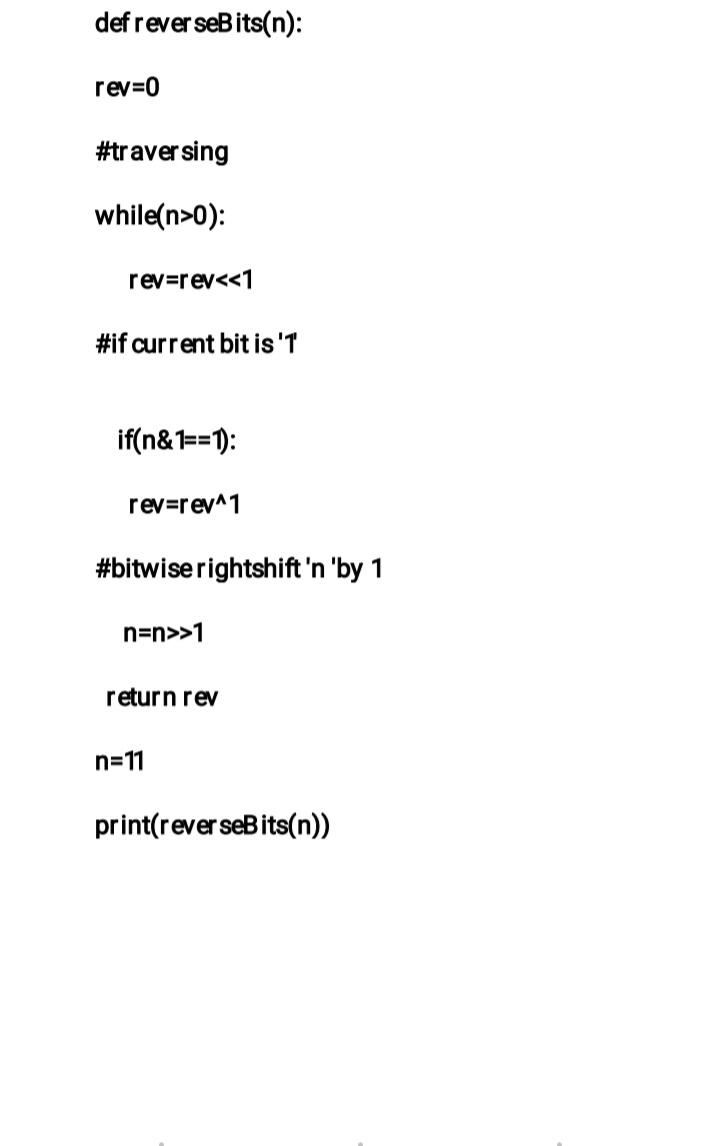 def reverseBits(n):
rev=0
#traversing
while(n>0):
rev=rev<<1
#if current bit is '1'
if(n&1==1):
rev=rev^1
#bitwise rightshift 'n 'by 1
n=n>>1
return rev
n=11
print(reverseBits(n))